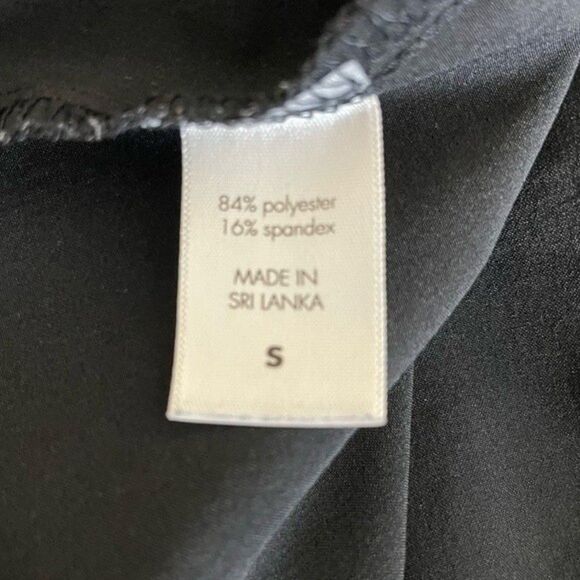 84% polyester
16% spandex
MADE IN
SRI LANKA
S